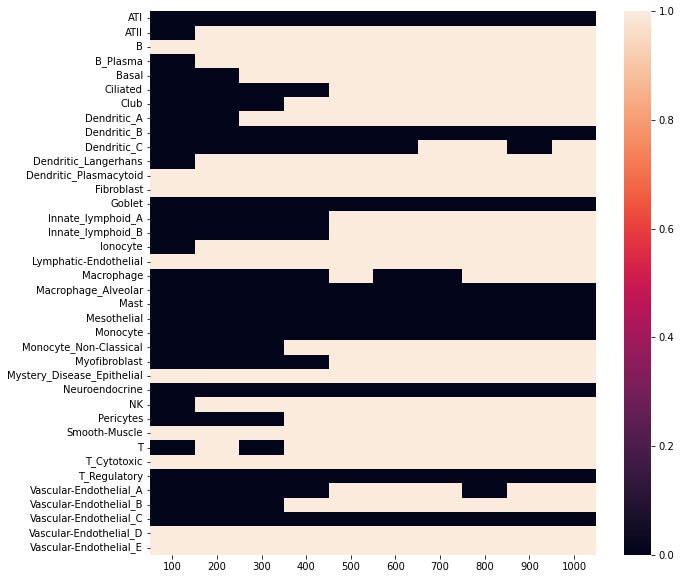 ATI
ATII
B
B_Plasma
Basal
Ciliated
Club
Dendritic_A
Dendritic_B
Dendritic_C
Dendritic_Langerhans
Dendritic_Plasmacytoid
Fibroblast
Goblet
Innate_lymphoid_A
Innate_lymphoid_B
Ionocyte
Lymphatic-Endothelial
Macrophage
Macrophage_Alveolar
Mast
Mesothelial
Monocyte
Monocyte_Non-Classical
Myofibroblast
Mystery_Disease_Epithelial
Neuroendocrine
NK
Pericytes
Smooth-Muscle
T
T_Cytotoxic
T_Regulatory
Vascular-Endothelial_A
Vascular-Endothelial_B
Vascular-Endothelial_C
Vascular-Endothelial_D
Vascular-Endothelial_E
100 200 300 400 500 600 700 800 900 1000
1.0
0.8
0.6
0.4
0.2
0.0